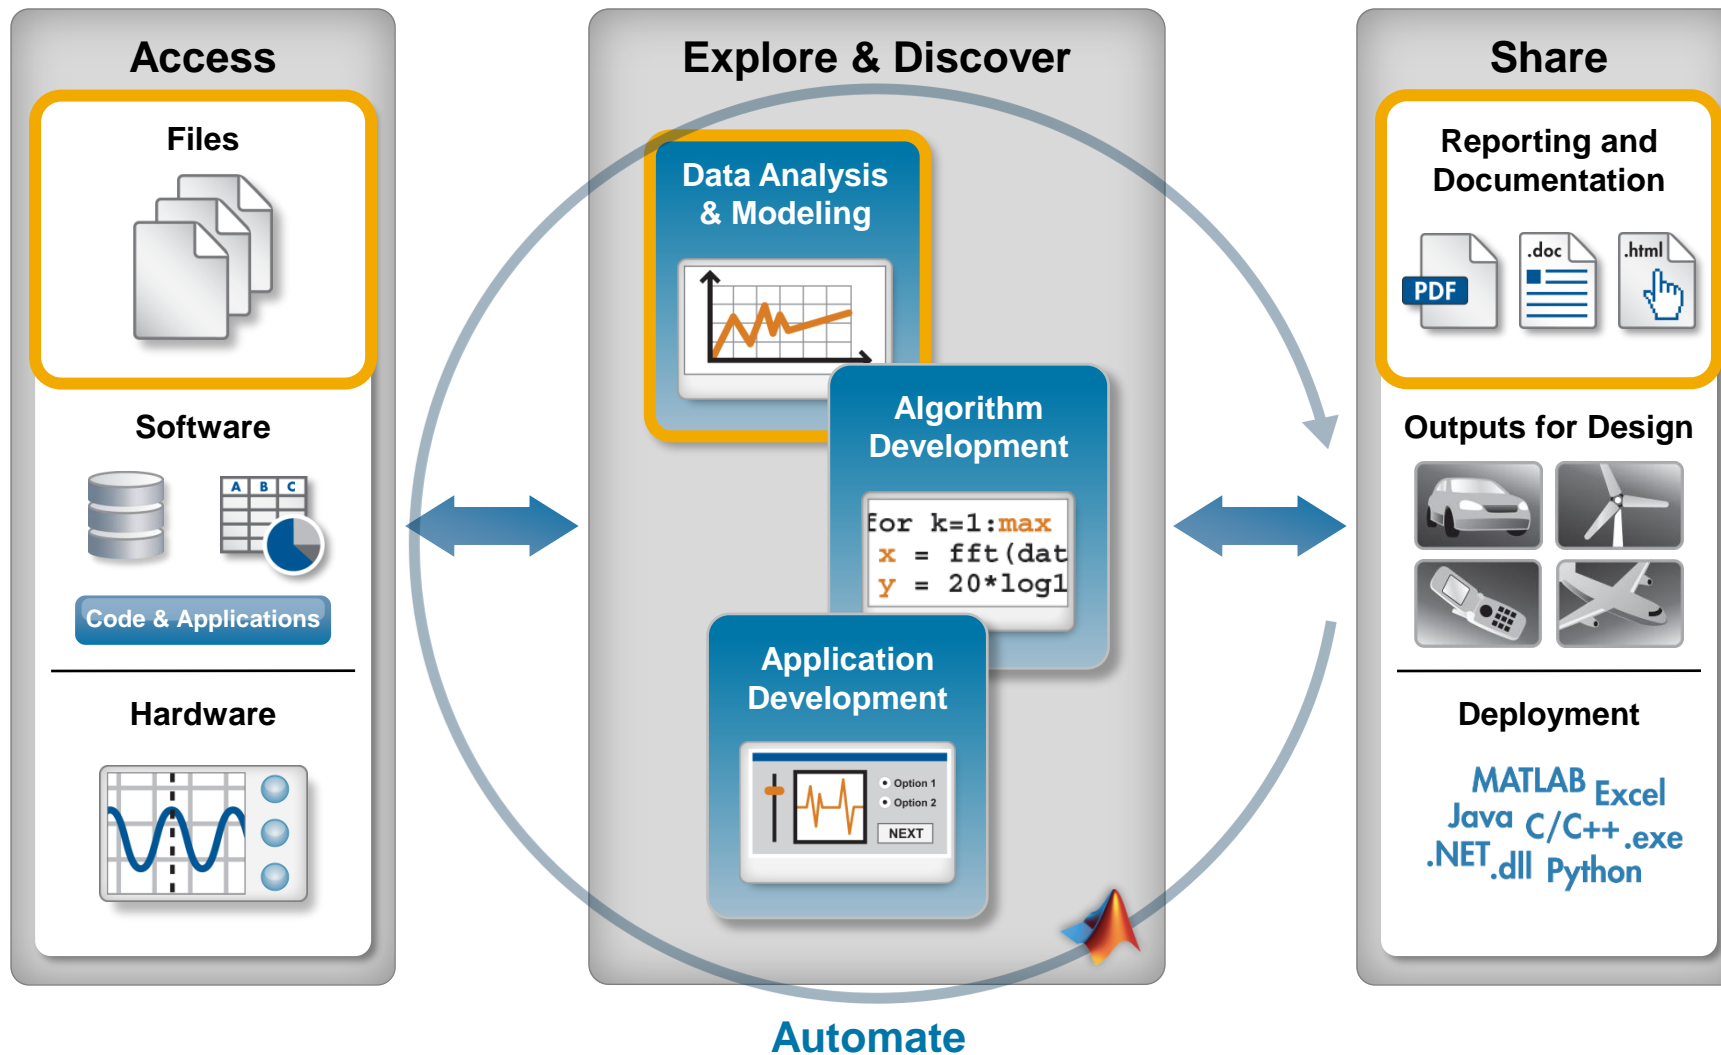 Access
Files
Software
A B C
Code & Applications
Hardware
Explore & Discover
Data Analysis
& Modeling
Algorithm
Development
for k=1:max
x = fft(dat
y = 20*log1
Application
Development
Option 1
Option 2
NEXT
Automate
Share
Reporting and
Documentation
PDF
.doc
.html
Outputs for Design
Deployment
MATLAB Excel
Java C/C++ .exe
.NET .dll Python